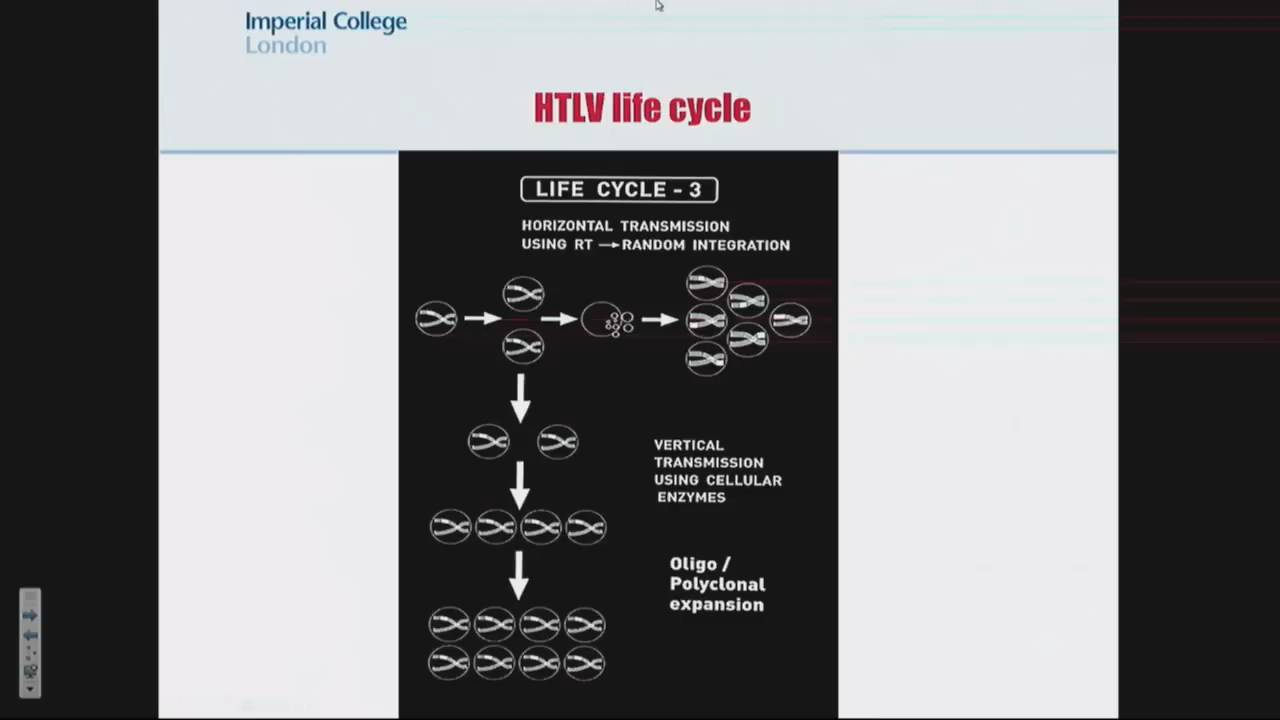 Imperial College
London
HTLV life cycle
LIFE CYCLE - 3
HORIZONTAL TRANSMISSION
USING RT → RANDOM INTEGRATION
VERTICAL
TRANSMISSION
USING CELLULAR
ENZYMES
Oligo /
Polyclonal
expansion